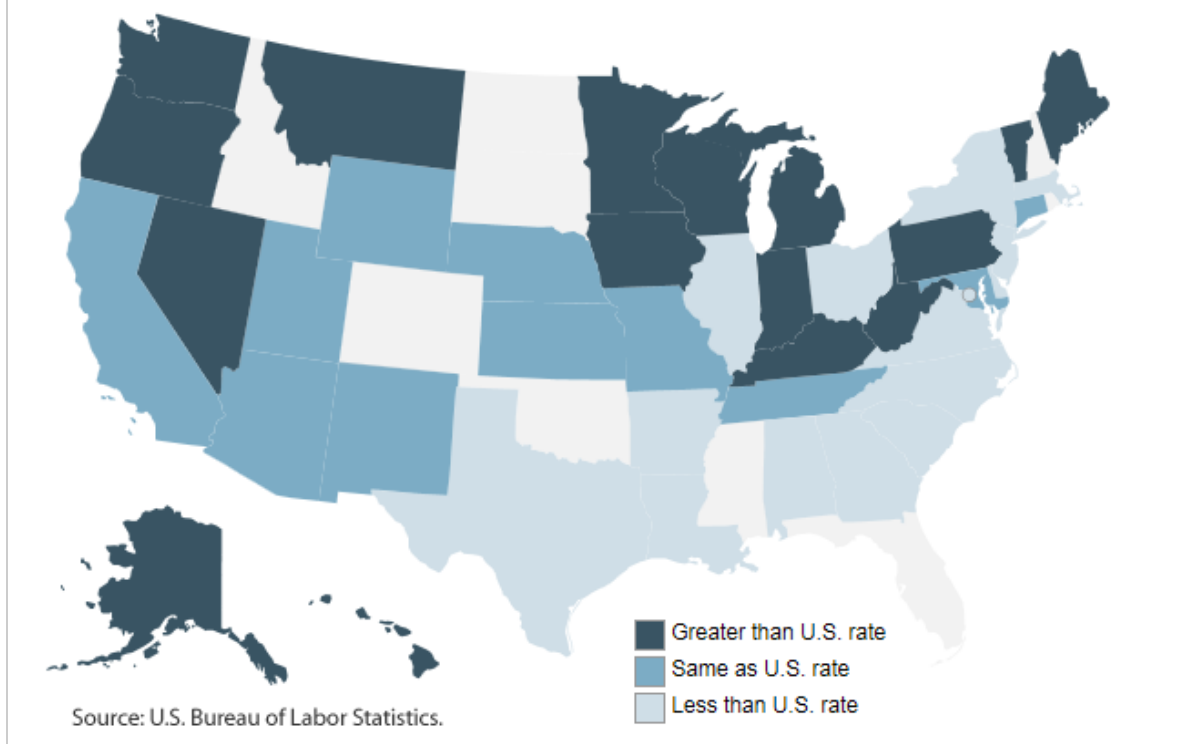 Greater than U.S. rate
Same as U.S. rate
Less than U.S. rate
Source: U.S. Bureau of Labor Statistics.